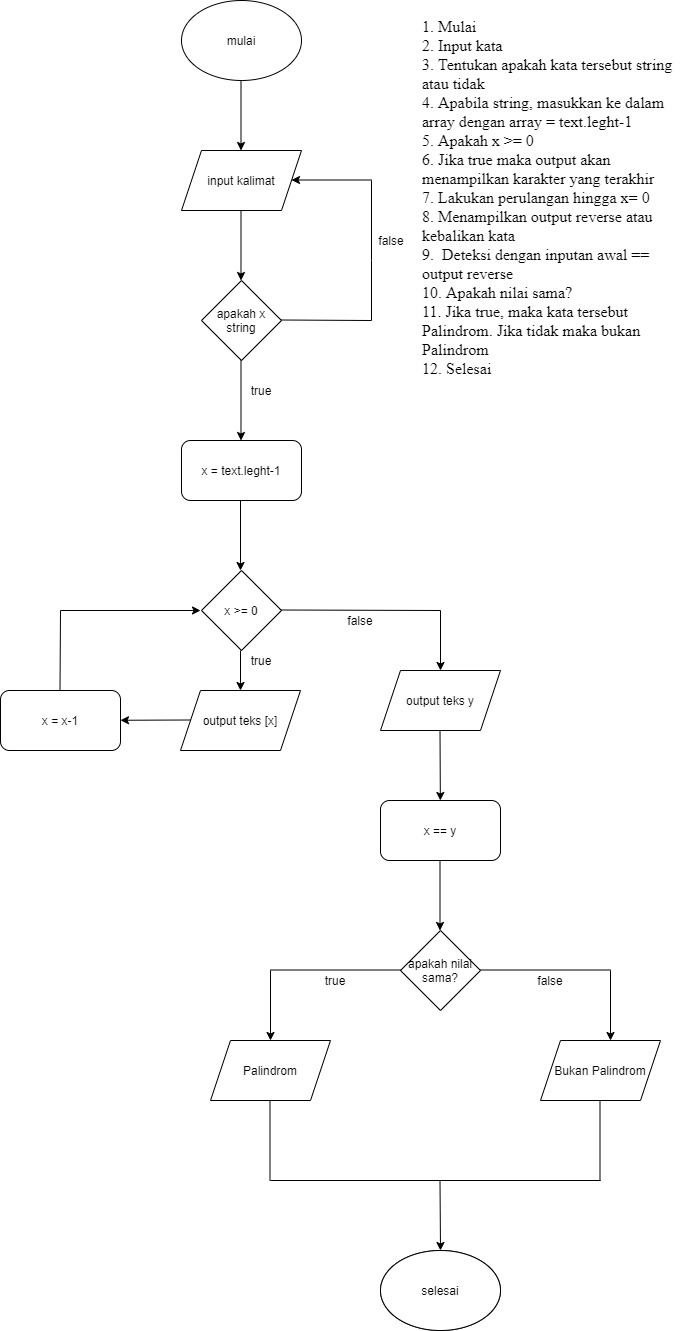 mulai
1. Mulai
2. Input kata
3. Tentukan apakah kata tersebut string
atau tidak
4. Apabila string, masukkan ke dalam
array dengan array = text.leght-1
5. Apakah x >= 0
6. Jika true maka output akan
menampilkan karakter yang terakhir
7. Lakukan perulangan hingga x= 0
8. Menampilkan output reverse atau
kebalikan kata
9.  Deteksi dengan inputan awal ==
output reverse
10. Apakah nilai sama?
11. Jika true, maka kata tersebut
Palindrom. Jika tidak maka bukan
Palindrom
12. Selesai
input kalimat
false
apakah x
string
true
x = text.leght-1
x >= 0
false
true
x = x-1
output teks [x]
output teks y
x == y
apakah nilai
sama?
true
false
Palindrom
Bukan Palindrom
selesai